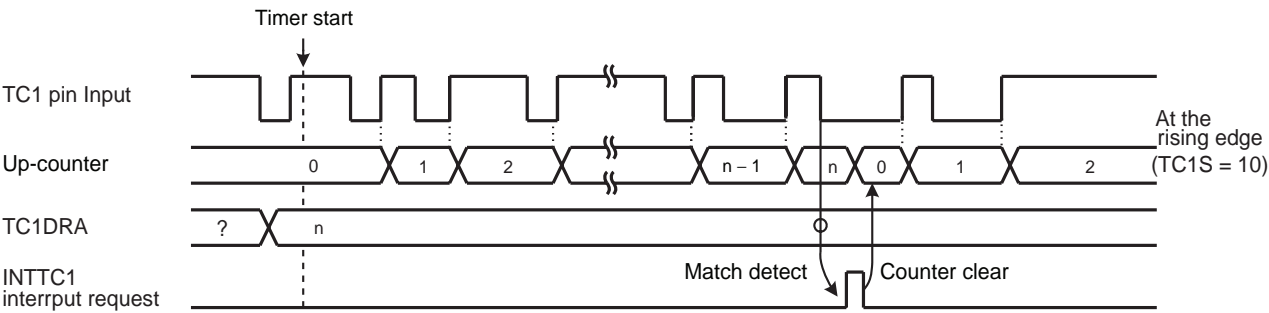 Timer start
TC1 pin Input
At the
rising edge
(TC1S = 10)
Up-counter
0 1 2 n – 1 n 0 1 2
TC1DRA
? n
Match detect Counter clear
INTTC1
interrput request